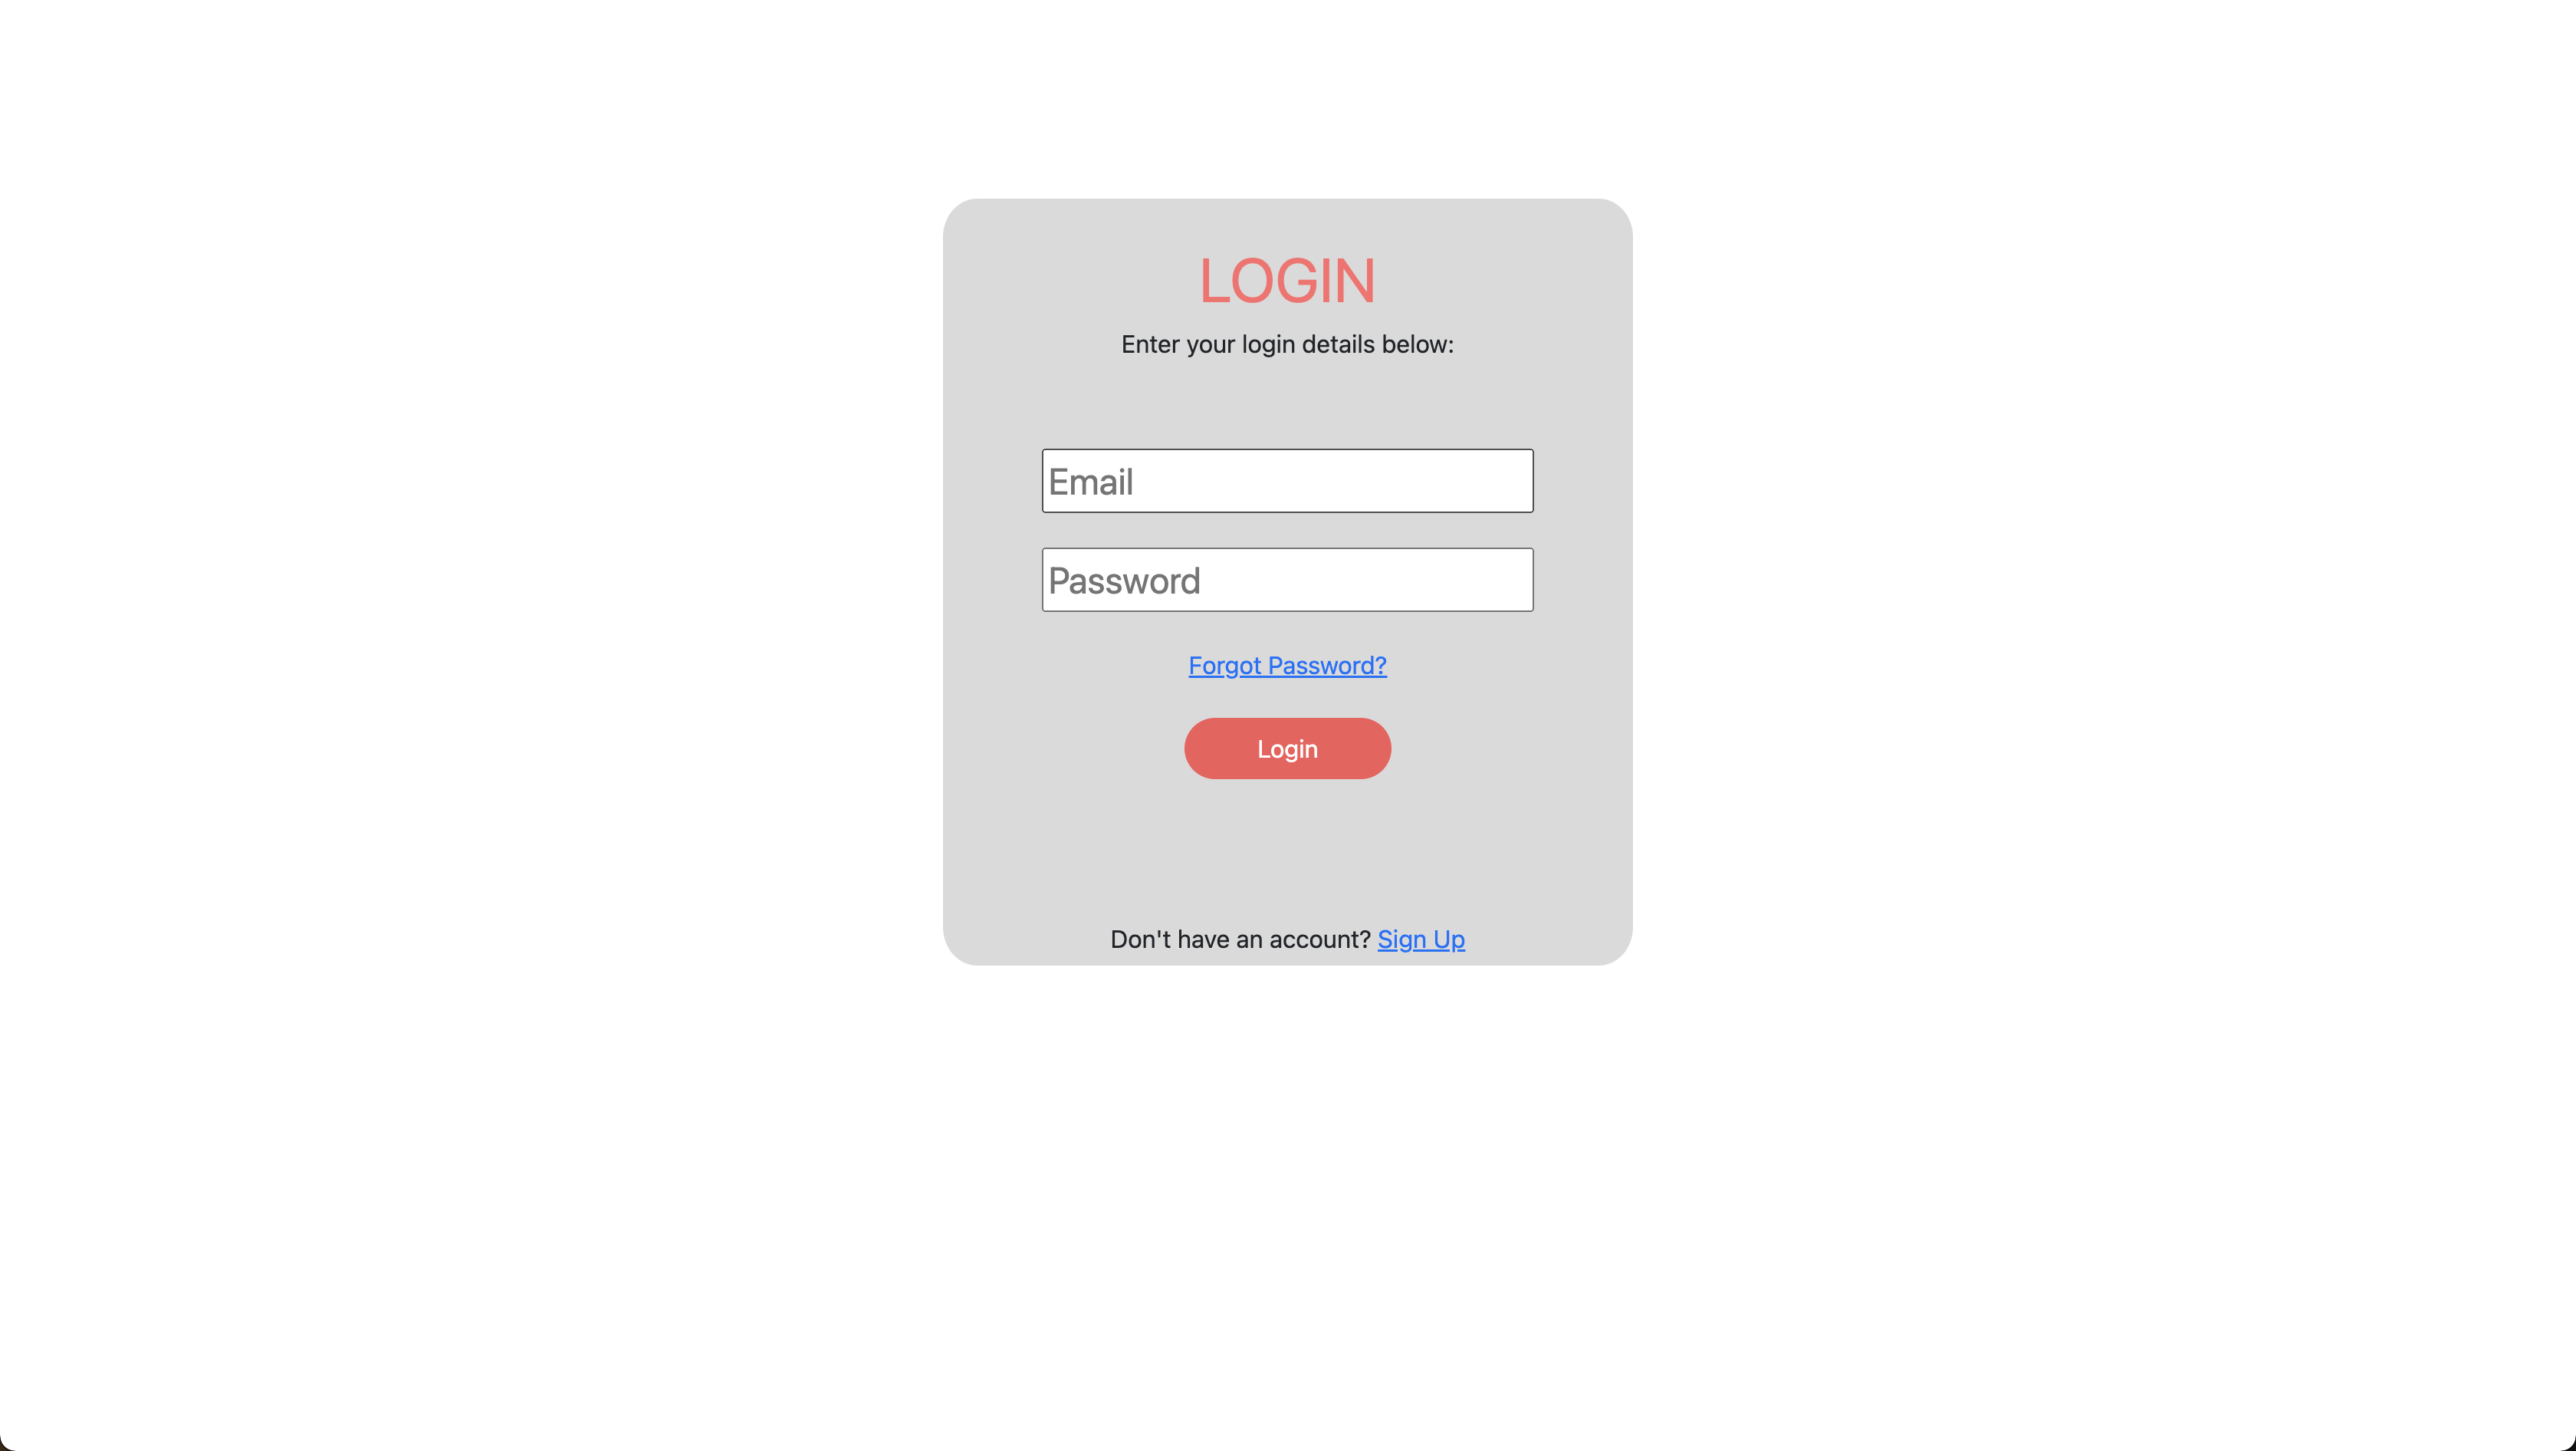 LOGIN
Enter your login details below:
Email
Password
Forgot Password?
Login
Don't have an account? Sign Up